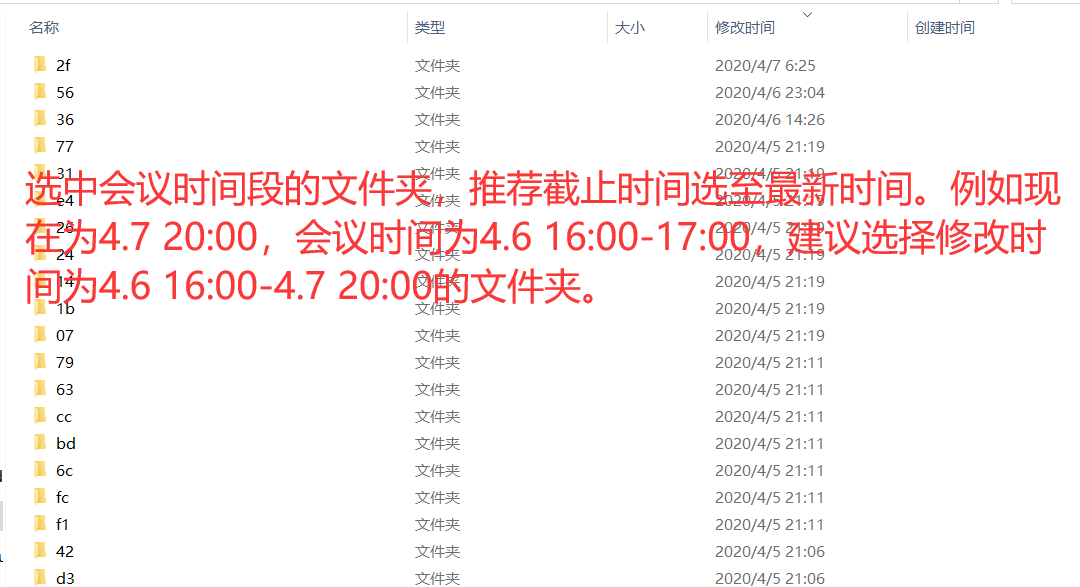 名称 类型 大小 修改时间 创建时间
2f 文件夹 2020/4/7 6:25
56 文件夹 2020/4/6 23:04
36 文件夹 2020/4/6 14:26
77 文件夹 2020/4/5 21:19
31 文件夹 2020/4/5 21:19
选中会议时间段的文件夹，推荐截止时间选至最新时间。例如现
e4 文件夹
28 文件夹
在为4.7 20:00，会议时间为4.6 16:00-17:00，建议选择修改时
24 文件夹 2020/4/5 21:19
14 文件夹 2020/4/5 21:19
间为4.6 16:00-4.7 20:00的文件夹。
1b 文件夹 2020/4/5 21:19
07 文件夹 2020/4/5 21:19
79 文件夹 2020/4/5 21:11
63 文件夹 2020/4/5 21:11
cc 文件夹 2020/4/5 21:11
bd 文件夹 2020/4/5 21:11
6c 文件夹 2020/4/5 21:11
fc 文件夹 2020/4/5 21:11
f1 文件夹 2020/4/5 21:11
42 文件夹 2020/4/5 21:06
d3 文件夹 2020/4/5 21:06